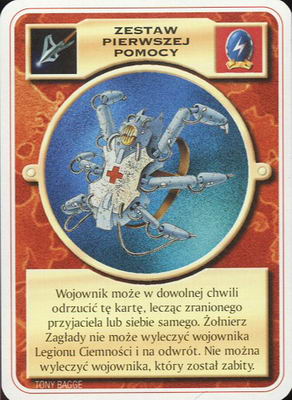 ZESTAW
PIERWSZEJ
POMOCY
Wojownik może w dowolnej chwili
odrzucić tę kartę, lecząc zranionego
przyjaciela lub siebie samego. Żołnierz
Zagłady nie może wyleczyć wojownika
Legionu Ciemności i na odwrót. Nie można
wyleczyć wojownika, który został zabity.
TONY BAGGE